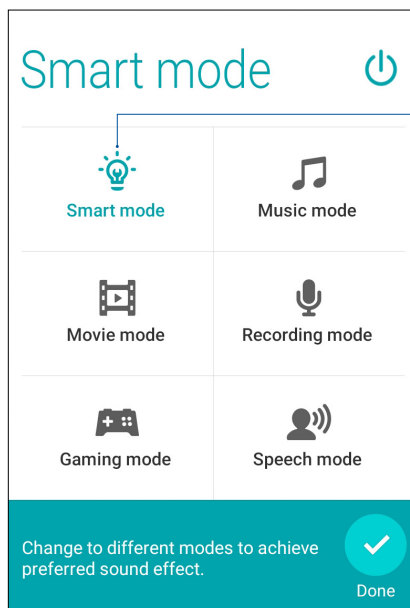 Smart mode
Smart mode
Music mode
Movie mode
Recording mode
Gaming mode
Speech mode
Change to different modes to achieve
preferred sound effect.
Done